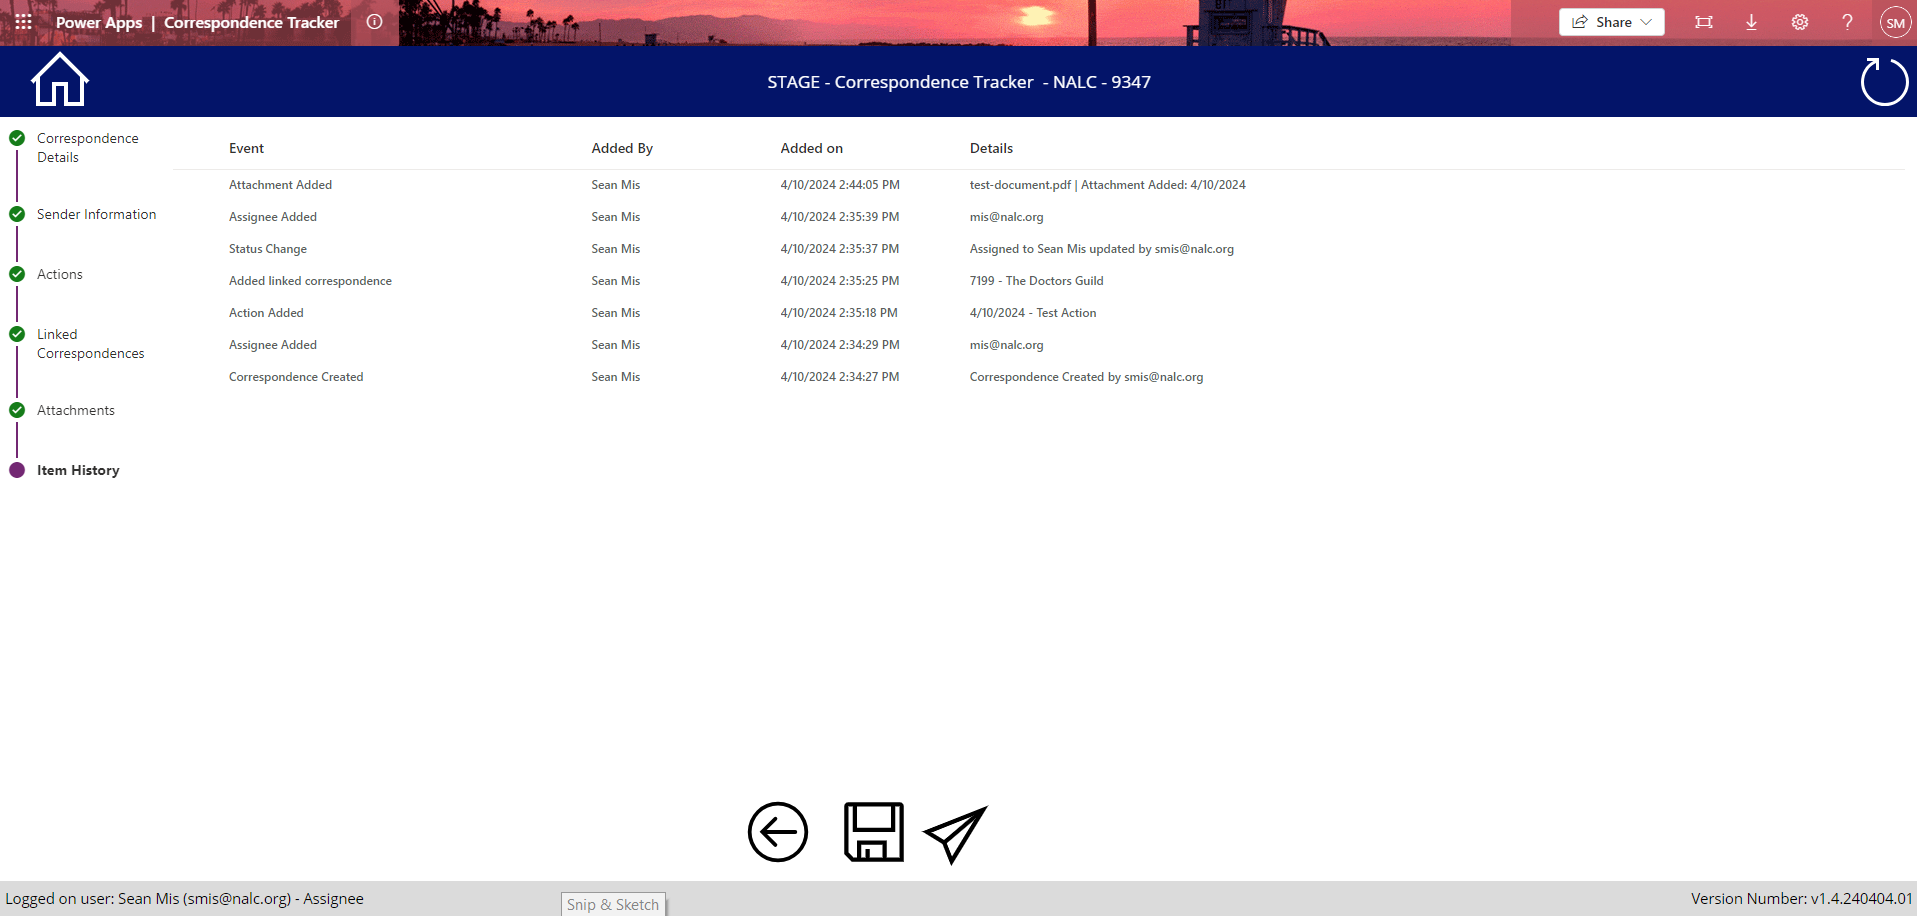 Power Apps | Correspondence Tracker
Share
SM
STAGE - Correspondence Tracker - NALC - 9347
Correspondence
Details
Sender Information
Actions
Linked
Correspondences
Attachments
Item History
Event Added By Added on Details
Attachment Added Sean Mis 4/10/2024 2:44:05 PM test-document.pdf | Attachment Added: 4/10/2024
Assignee Added Sean Mis 4/10/2024 2:35:39 PM mis@nalc.org
Status Change Sean Mis 4/10/2024 2:35:37 PM Assigned to Sean Mis updated by smis@nalc.org
Added linked correspondence Sean Mis 4/10/2024 2:35:25 PM 7199 - The Doctors Guild
Action Added Sean Mis 4/10/2024 2:35:18 PM 4/10/2024 - Test Action
Assignee Added Sean Mis 4/10/2024 2:34:29 PM mis@nalc.org
Correspondence Created Sean Mis 4/10/2024 2:34:27 PM Correspondence Created by smis@nalc.org
Logged on user: Sean Mis (smis@nalc.org) - Assignee
Snip & Sketch
Version Number: v1.4.240404.01